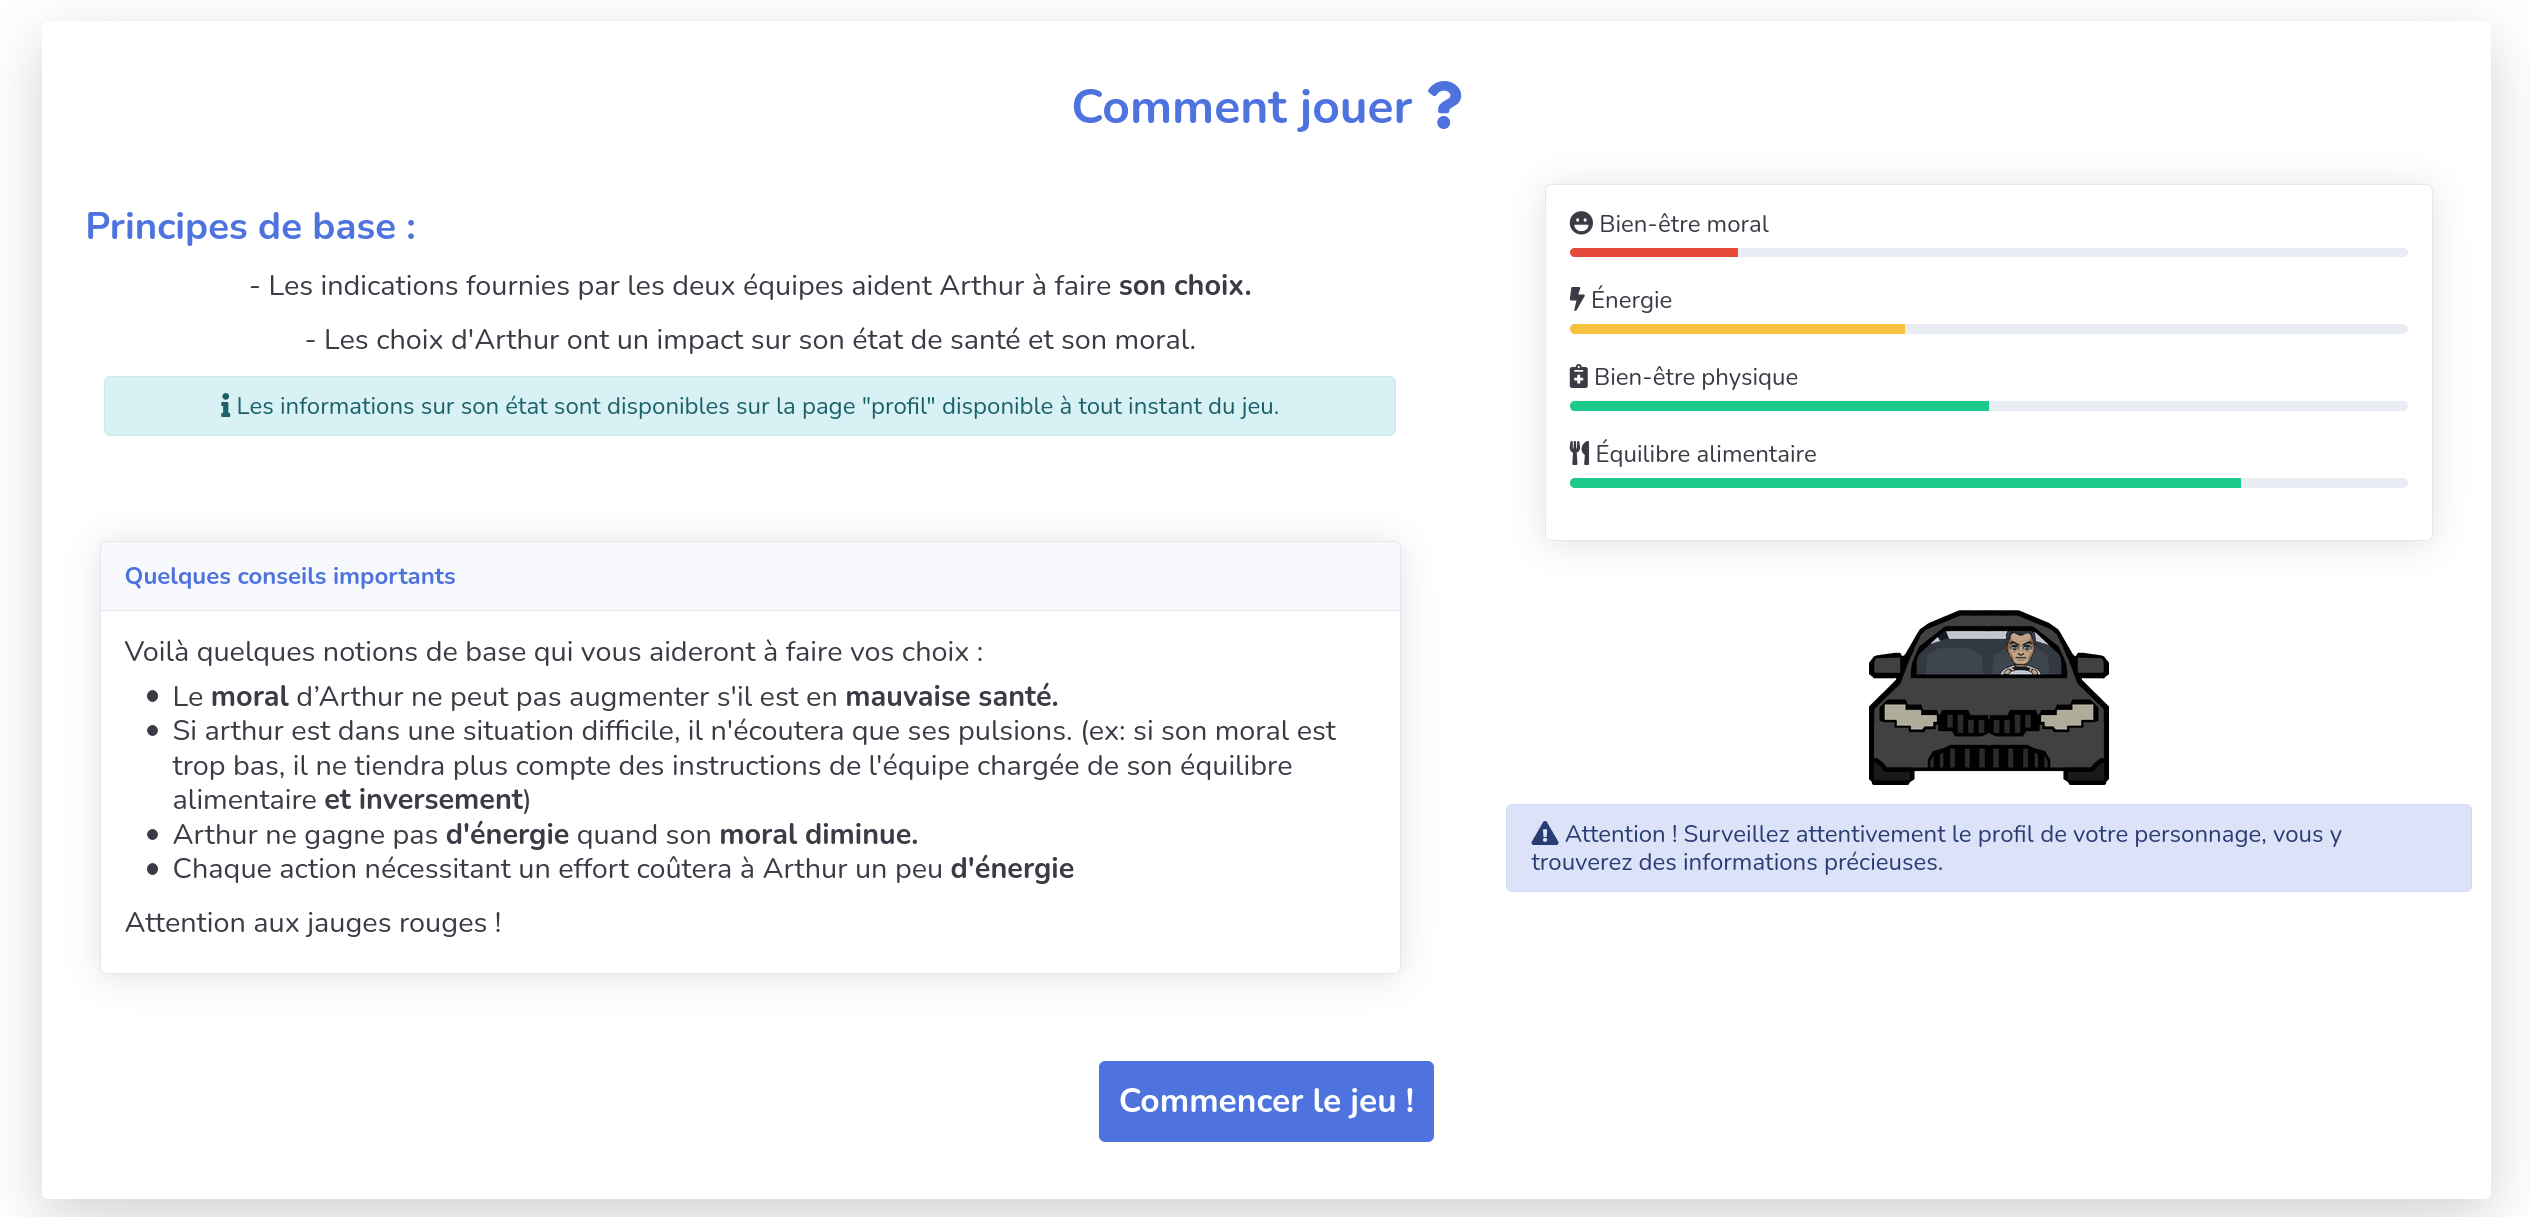 Comment jouer ?
Principes de base :
- Les indications fournies par les deux équipes aident Arthur à faire son choix.
- Les choix d'Arthur ont un impact sur son état de santé et son moral.
Les informations sur son état sont disponibles sur la page "profil" disponible à tout instant du jeu.
Quelques conseils importants
Voilà quelques notions de base qui vous aideront à faire vos choix :
• Le moral d’Arthur ne peut pas augmenter s'il est en mauvaise santé.
• Si arthur est dans une situation difficile, il n'écoutera que ses pulsions. (ex: si son moral est
trop bas, il ne tiendra plus compte des instructions de l'équipe chargée de son équilibre
alimentaire et inversement)
• Arthur ne gagne pas d'énergie quand son moral diminue.
• Chaque action nécessitant un effort coûtera à Arthur un peu d'énergie
Attention aux jauges rouges !
Bien-être moral
Énergie
Bien-être physique
Équilibre alimentaire
Attention ! Surveillez attentivement le profil de votre personnage, vous y
trouverez des informations précieuses.
Commencer le jeu !